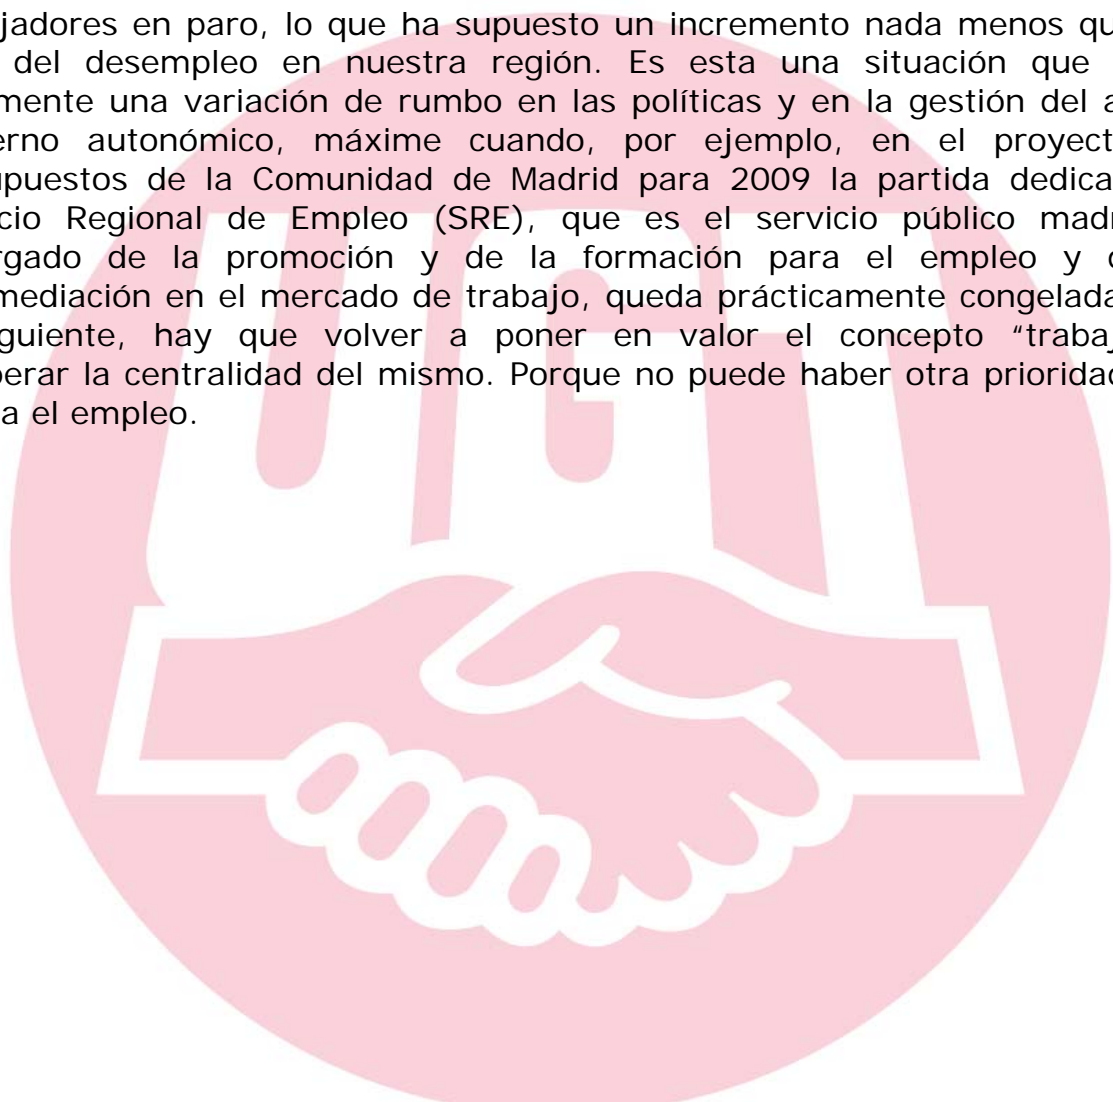 jadores en paro, lo que ha supuesto un incremento nada menos qu
del desempleo en nuestra región. Es esta una situación que
mente una variación de rumbo en las políticas y en la gestión del a
erno autonómico, máxime cuando, por ejemplo, en el proyect
upuestos de la Comunidad de Madrid para 2009 la partida dedica
cio Regional de Empleo (SRE), que es el servicio público madr
rgado de la promoción y de la formación para el empleo y
mediación en el mercado de trabajo, queda prácticamente congelada
guiente, hay que volver a poner en valor el concepto “trabaj
perar la centralidad del mismo. Porque no puede haber otra prioridad
a el empleo.
UGT